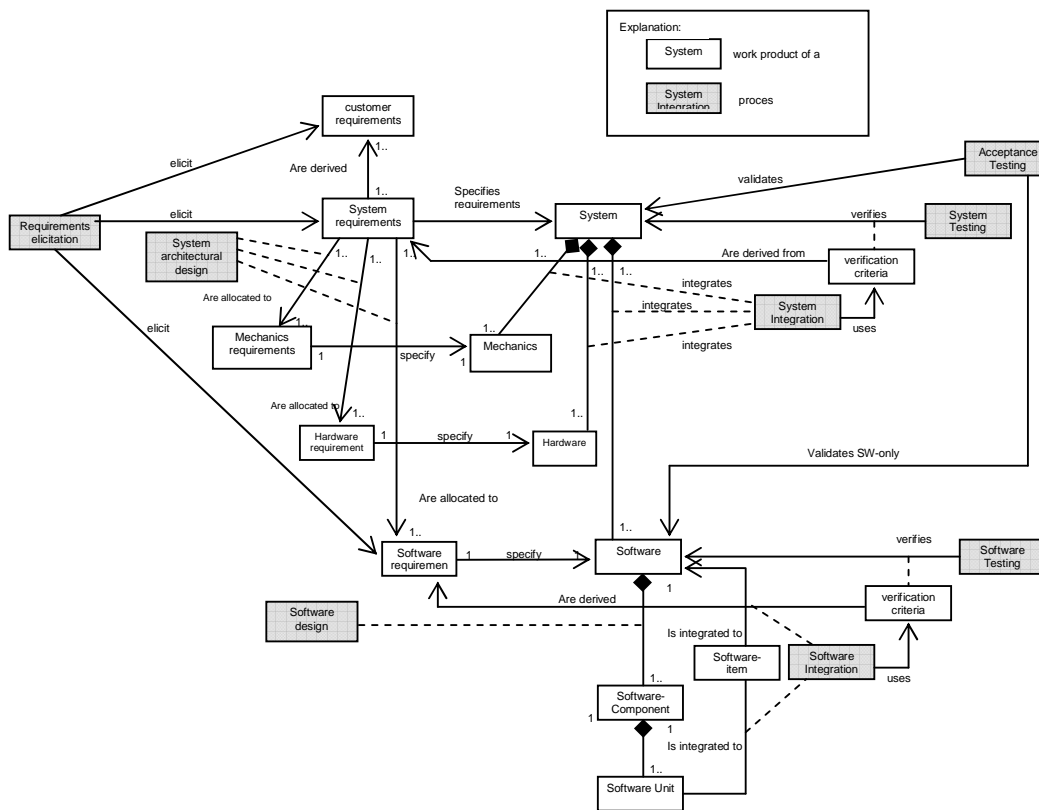 Explanation:
System
work product of a
System
Integration
proces
customer
requirements
1..
elicit
Are derived
1..
Acceptance
Testing
validates
Requirements
elicitation
elicit
System
requirements
Specifies
requirements
System
verifies
System
Testing
System
architectural
design
1..
1..
1..
1..
1..
1..
Are derived from
verification
criteria
Are allocated to
integrates
integrates
integrates
System
Integration
uses
elicit
1..
Mechanics
requirements
1
specify
1..
1
Mechanics
Are allocated to
1..
Hardware
requirement
1
specify
1
1..
Hardware
Validates SW-only
Are allocated to
1..
1..
Software
requiremen
1
specify
1
Software
1
verifies
Software
Testing
Are derived
verification
criteria
Software
design
Is integrated to
Software-
item
Software
Integration
uses
1..
Software-
Component
1
1
Is integrated to
1..
Software Unit